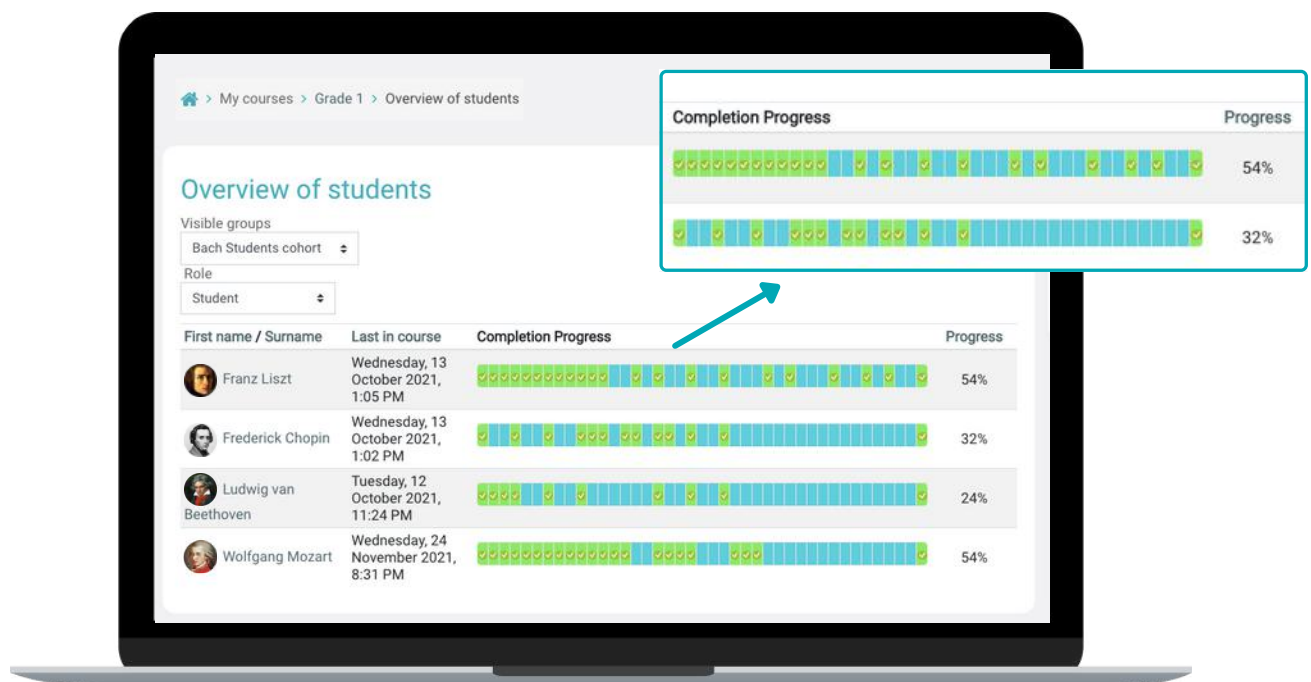 My courses > Grade 1 > Overview of students
Completion Progress Progress
54%
32%
Overview of students
Visible groups
Bach Students cohort
Role
Student
First name / Surname Last in course Completion Progress Progress
Franz Liszt Wednesday, 13 October 2021, 1:05 PM 54%
Frederick Chopin Wednesday, 13 October 2021, 1:02 PM 32%
Ludwig van Beethoven Tuesday, 12 October 2021, 11:24 PM 24%
Wolfgang Mozart Wednesday, 24 November 2021, 8:31 PM 54%